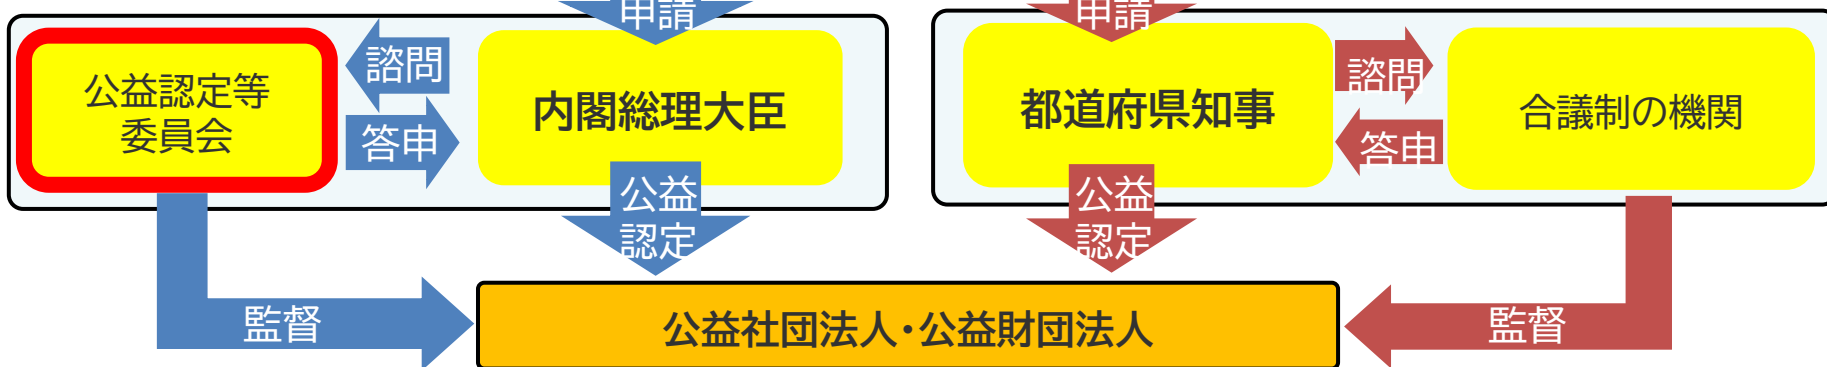 申請
申請
公益認定等
委員会
諮問
答申
内閣総理大臣
都道府県知事
諮問
答申
合議制の機関
公益
認定
公益
認定
監督
公益社団法人・公益財団法人
監督